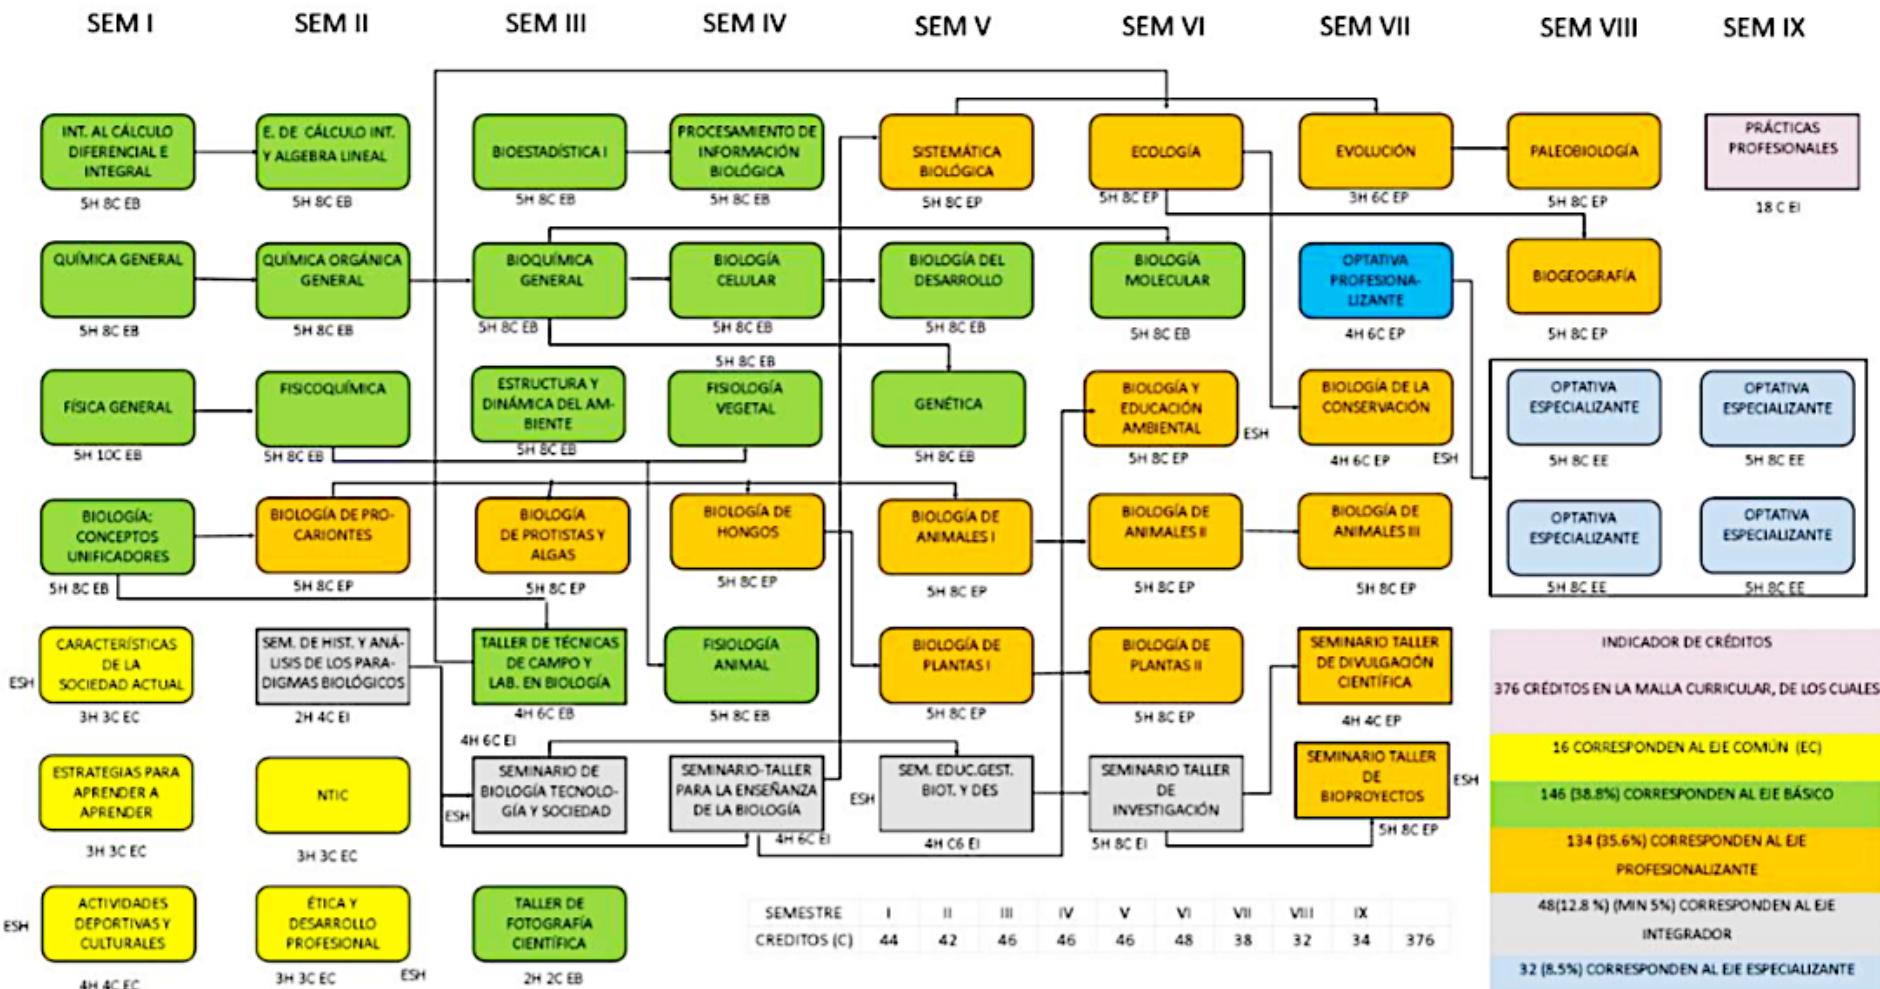 SEM I
SEM II
SEM III
SEM IV
SEM V
SEM VI
SEM VII
SEM VIII
SEM IX
INT. AL CÁLCULO
DIFERENCIAL E
INTEGRAL
5H 8C EB
E. DE CÁLCULO INT.
Y ALGEBRA LINEAL
5H 8C EB
BIOESTADÍSTICA I
5H 8C EB
PROCESAMIENTO DE
INFORMACIÓN
BIOLÓGICA
5H 8C EB
SISTEMÁTICA
BIOLÓGICA
5H 8C EP
ECOLOGÍA
5H 8C EP
EVOLUCIÓN
3H 6C EP
PALEOBIOLOGÍA
5H 8C EP
PRÁCTICAS
PROFESIONALES
18 C EI
QUÍMICA GENERAL
5H 8C EB
QUÍMICA ORGÁNICA
GENERAL
5H 8C EB
BIOQUÍMICA
GENERAL
5H 8C EB
BIOLOGÍA
CELULAR
5H 8C EB
BIOLOGÍA DEL
DESARROLLO
5H 8C EB
BIOLOGÍA
MOLECULAR
5H 8C EB
OPTATIVA
PROFESIONA-
LIZANTE
4H 6C EP
BIOGEOGRAFÍA
5H 8C EP
FÍSICA GENERAL
5H 10C EB
FISICOQUÍMICA
5H 8C EB
ESTRUCTURA Y
DINÁMICA DEL AM-
BIENTE
5H 8C EB
5H 8C EB
FISIOLOGÍA
VEGETAL
GENÉTICA
5H 8C EB
BIOLOGÍA Y
EDUCACIÓN
AMBIENTAL
ESH
5H 8C EP
BIOLOGÍA DE LA
CONSERVACIÓN
4H 6C EP
ESH
OPTATIVA
ESPECIALIZANTE
5H 8C EE
OPTATIVA
ESPECIALIZANTE
5H 8C EE
BIOLOGÍA:
CONCEPTOS
UNIFICADORES
5H 8C EB
BIOLOGÍA DE PRO-
CARIONTES
5H 8C EP
BIOLOGÍA
DE PROTISTAS Y
ALGAS
5H 8C EP
BIOLOGÍA DE
HONGOS
5H 8C EP
BIOLOGÍA DE
ANIMALES I
5H 8C EP
BIOLOGÍA DE
ANIMALES II
5H 8C EP
BIOLOGÍA DE
ANIMALES III
5H 8C EP
OPTATIVA
ESPECIALIZANTE
5H 8C EE
OPTATIVA
ESPECIALIZANTE
5H 8C EE
ESH
CARACTERÍSTICAS
DE LA
SOCIEDAD ACTUAL
3H 3C EC
SEM. DE HIST. Y ANÁ-
LISIS DE LOS PARA-
DIGMAS BIOLÓGICOS
2H 4C EI
TALLER DE TÉCNICAS
DE CAMPO Y
LAB. EN BIOLOGÍA
4H 6C EB
FISIOLOGÍA
ANIMAL
5H 8C EB
BIOLOGÍA DE
PLANTAS I
5H 8C EP
BIOLOGÍA DE
PLANTAS II
5H 8C EP
SEMINARIO TALLER
DE DIVULGACIÓN
CIENTÍFICA
4H 4C EP
ESTRATEGIAS PARA
APRENDER A
APRENDER
3H 3C EC
NTIC
3H 3C EC
4H 6C EI
SEMINARIO DE
BIOLOGÍA TECNOLO-
GÍA Y SOCIEDAD
ESH
SEMINARIO-TALLER
PARA LA ENSEÑANZA
DE LA BIOLOGÍA
4H 6C EI
ESH
SEM. EDUC.GEST.
BIOT. Y DES
4H C6 EI
SEMINARIO TALLER
DE
INVESTIGACIÓN
5H 8C EI
SEMINARIO TALLER
DE
BIOPROYECTOS
ESH
5H 8C EP
ESH
ACTIVIDADES
DEPORTIVAS Y
CULTURALES
4H 4C EC
ÉTICA Y
DESARROLLO
PROFESIONAL
3H 3C EC
ESH
TALLER DE
FOTOGRAFÍA
CIENTÍFICA
2H 2C EB
SEMESTRE I II III IV V VI VII VIII IX
CREDITOS (C) 44 42 46 46 46 48 38 32 34 376
INDICADOR DE CRÉDITOS
376 CRÉDITOS EN LA MALLA CURRICULAR, DE LOS CUALES
16 CORRESPONDEN AL EJE COMÚN (EC)
146 (38.8%) CORRESPONDEN AL EJE BÁSICO
134 (35.6%) CORRESPONDEN AL EJE
PROFESIONALIZANTE
48(12.8 %) (MIN 5%) CORRESPONDEN AL EJE
INTEGRADOR
32 (8.5%) CORRESPONDEN AL EJE ESPECIALIZANTE